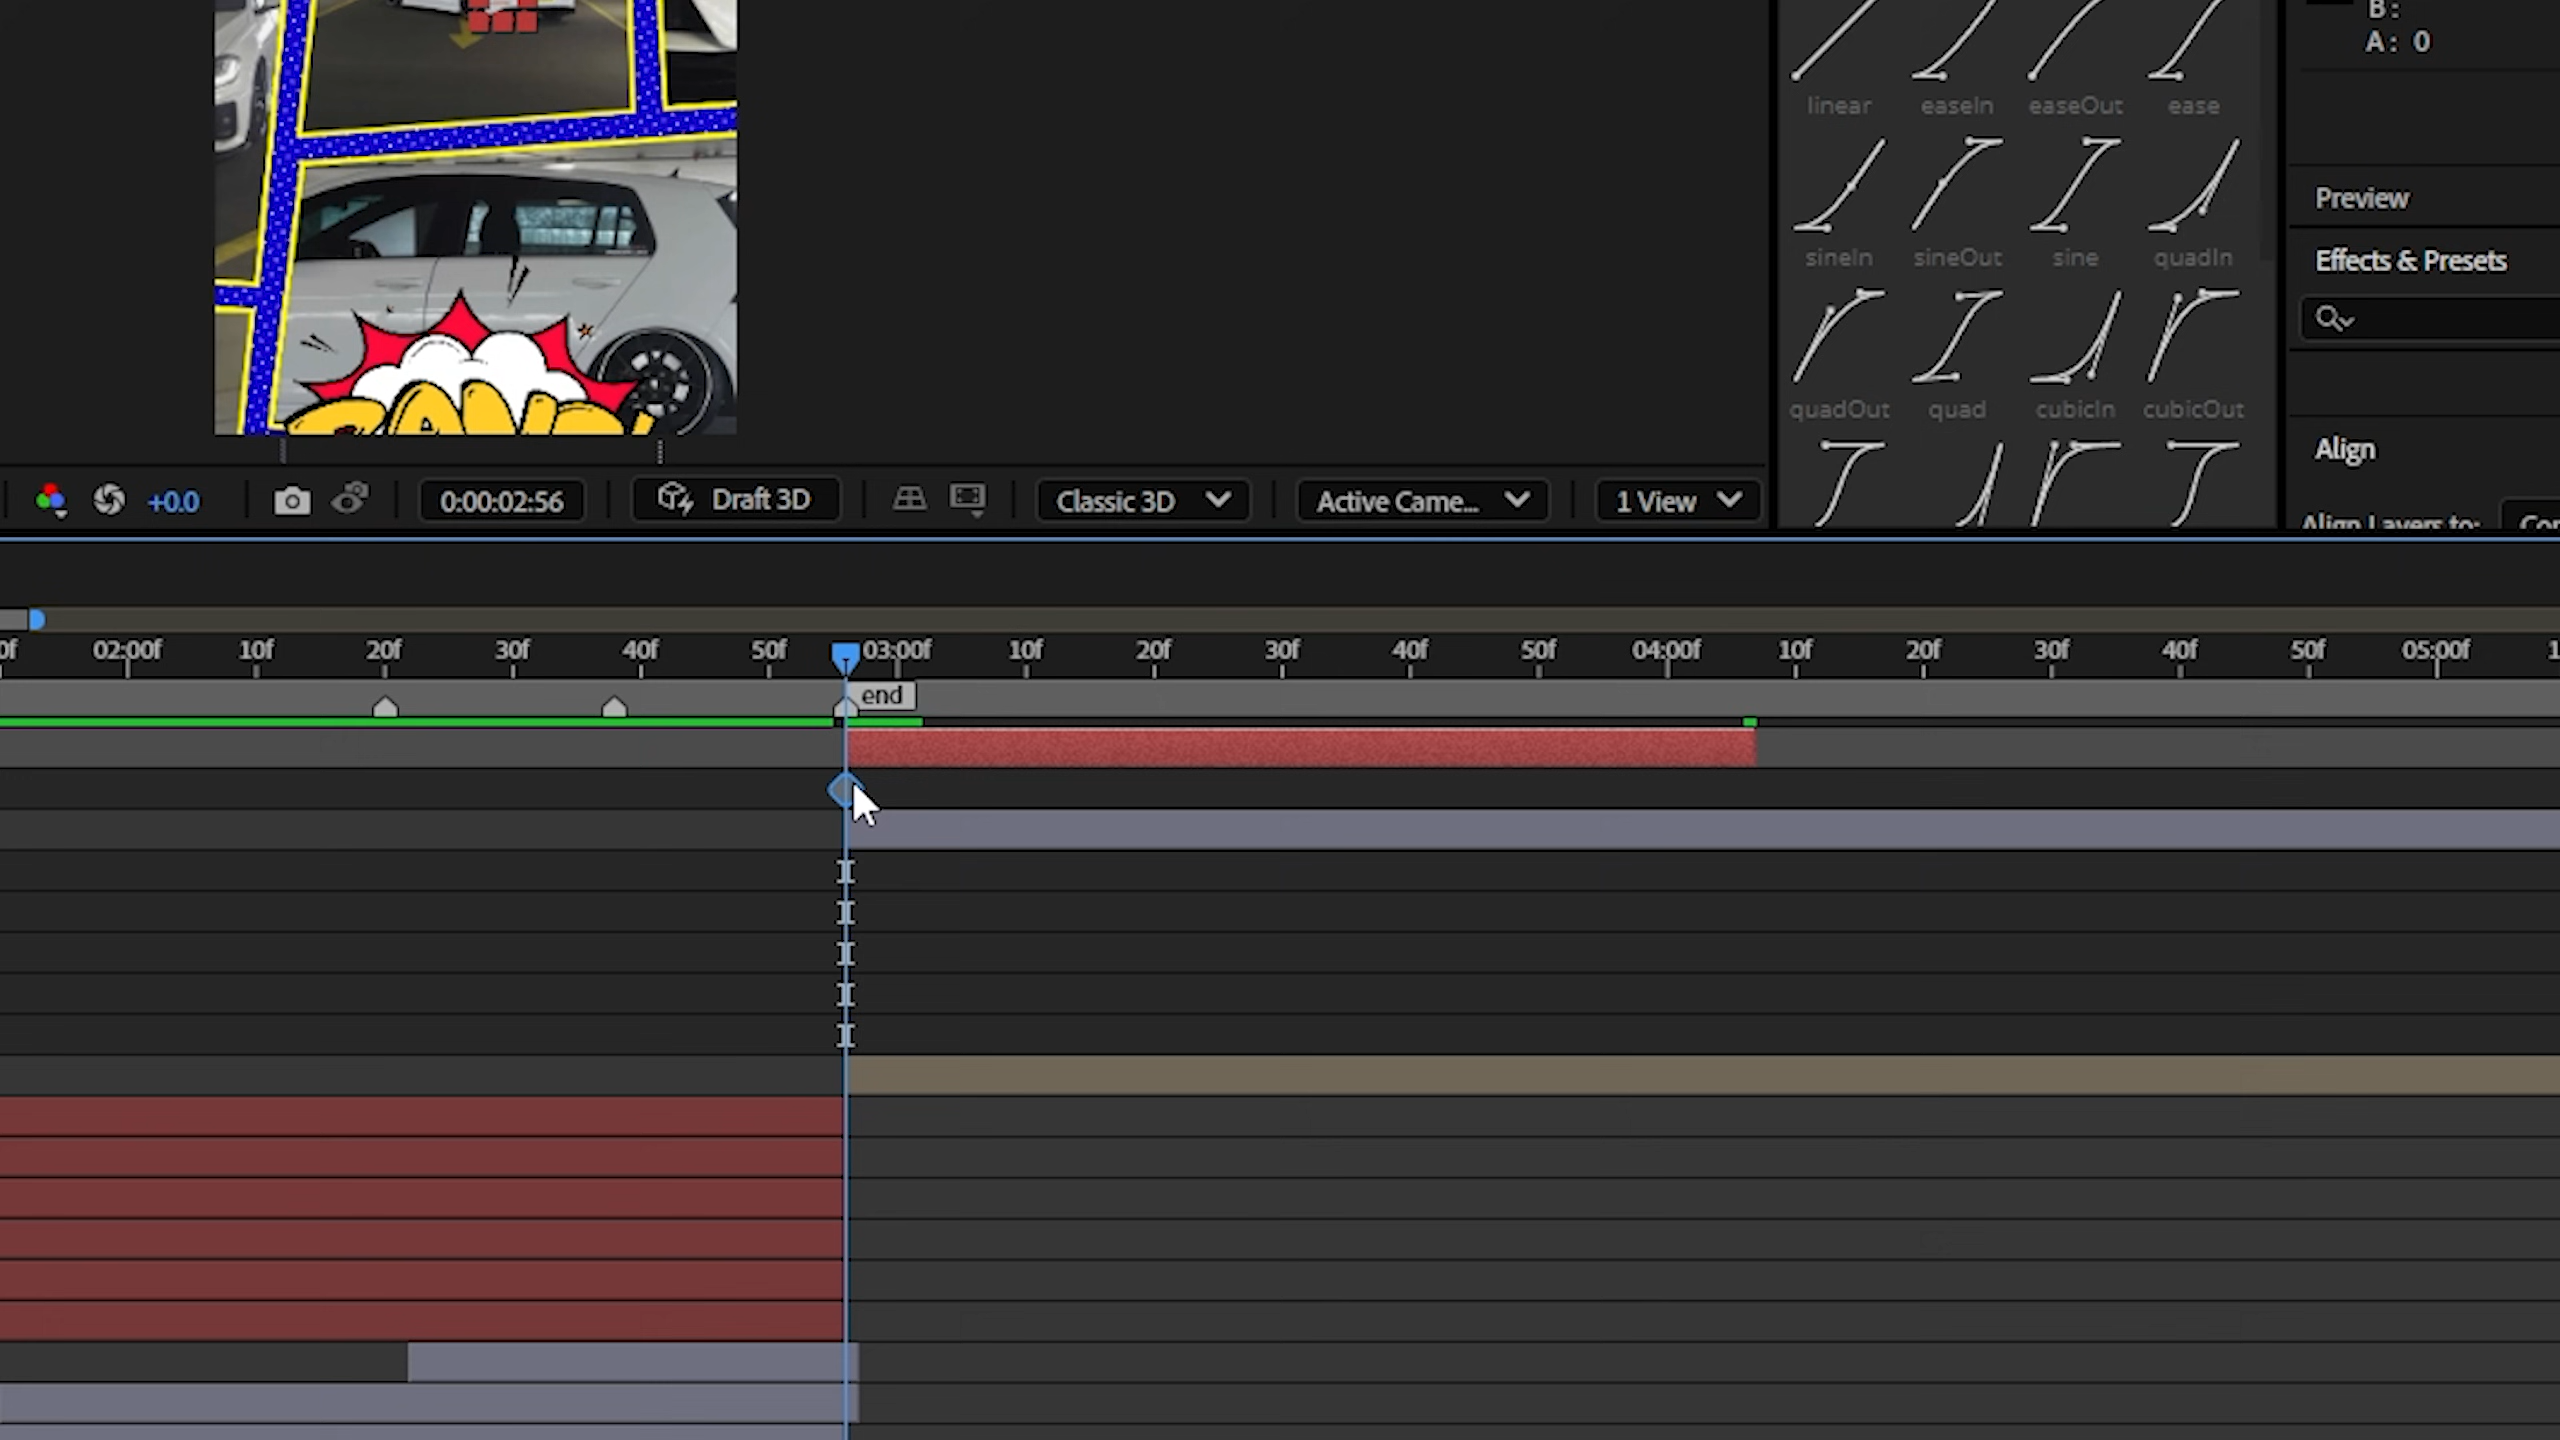 B:
A: 0
linear easeIn easeOut ease
Preview
sineIn sineOut sine quadIn
Effects & Presets
quadOut quad cubicIn cubicOut
Align
+0.0 0:00:02:56 Draft 3D Classic 3D Active Came... 1 View
Align Layers to:
02:00f 10f 20f 30f 40f 50f 03:00f 10f 20f 30f 40f 50f 04:00f 10f 20f 30f 40f 50f 05:00f
end